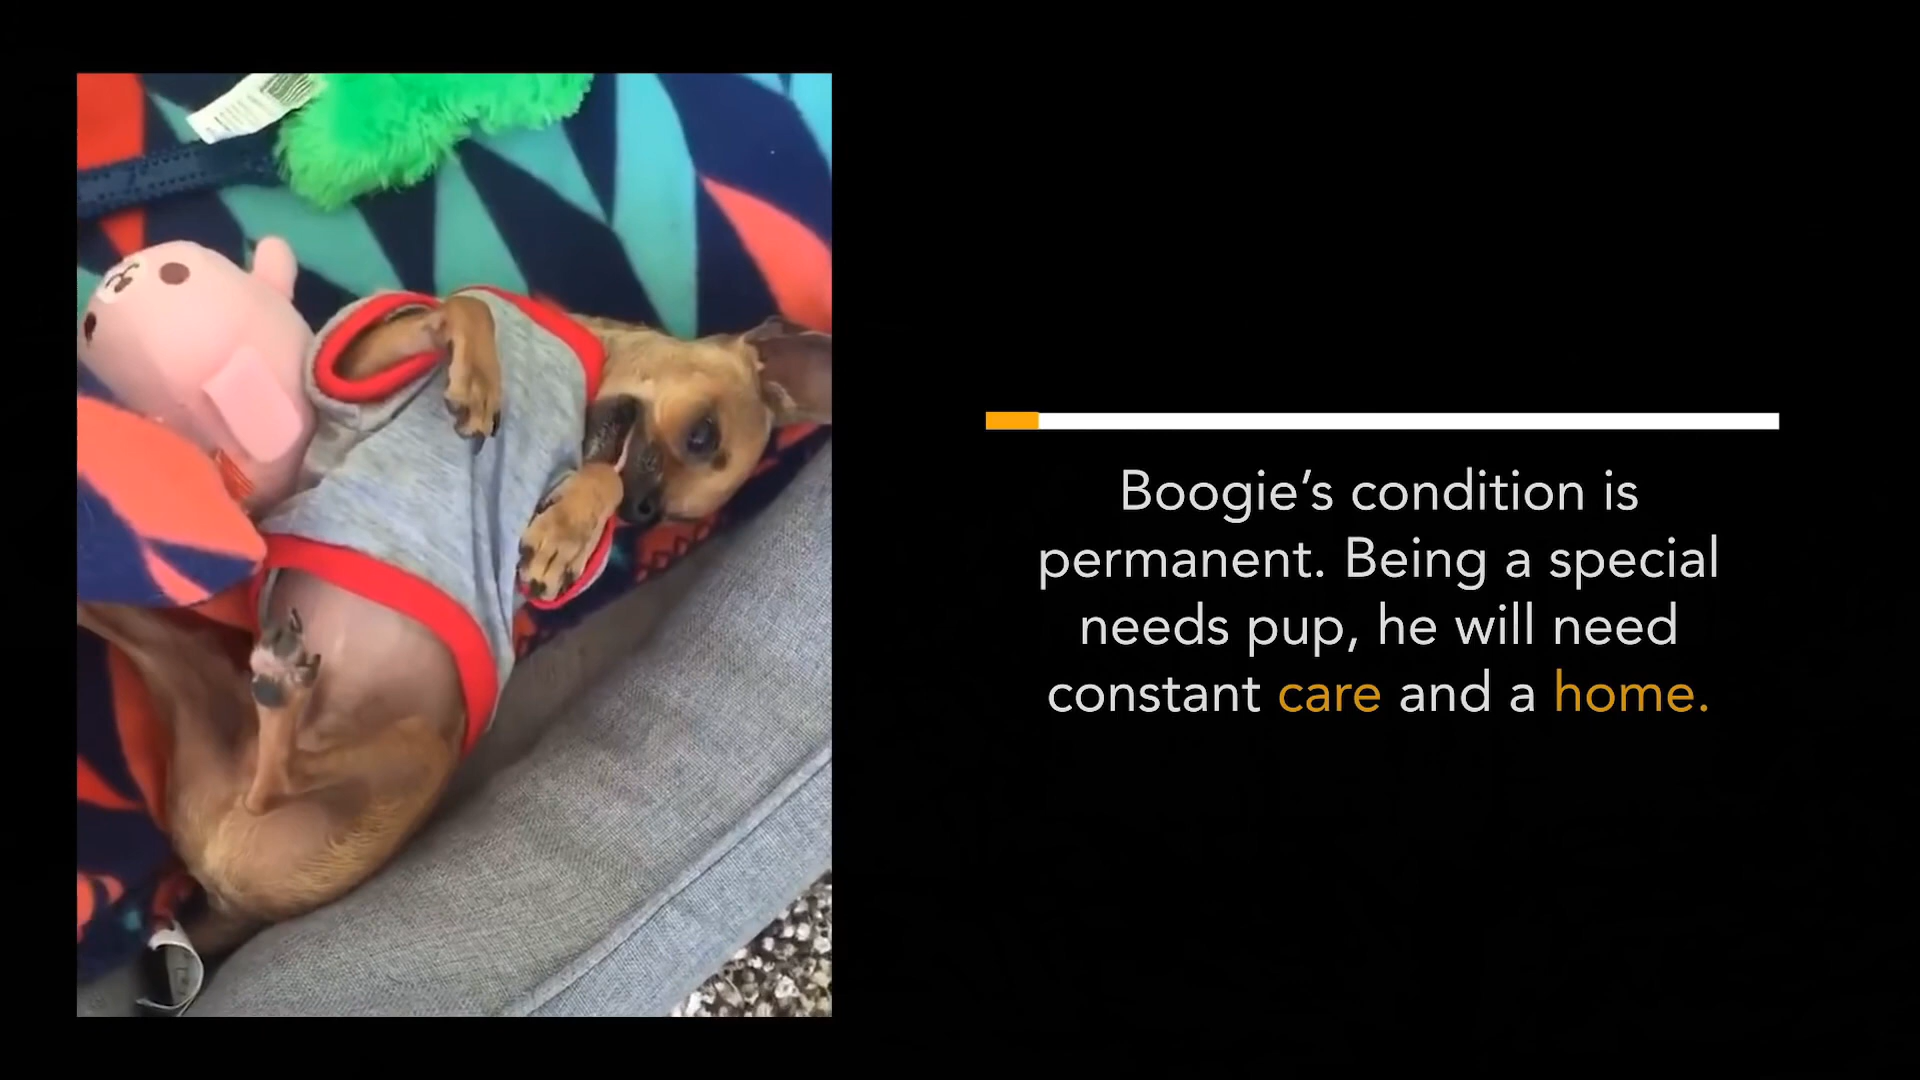 Boogie’s condition is
permanent. Being a special
needs pup, he will need
constant care and a home.